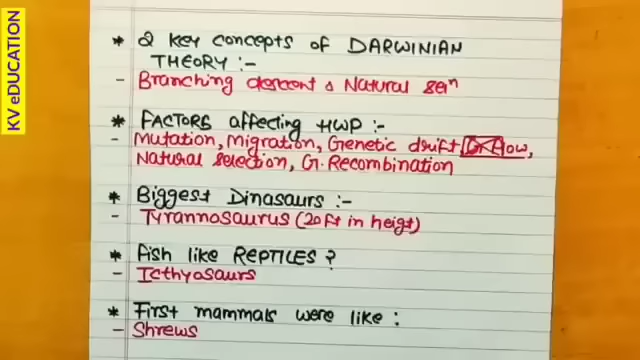 KV eDUCATION
* 2 Key concepts of DARWINIAN
THEORY :-
- Branching descent & Natural selⁿ
* FACTORS affecting HWP :-
- Mutation, Migration, Genetic drift, 
Natural selection, G. Recombination
* Biggest Dinasaurs :-
- Tyrannosaurus (20ft in heigt)
* Fish like REPTILES ?
- Icthyosaurs
* First mammals were like :
- Shrews